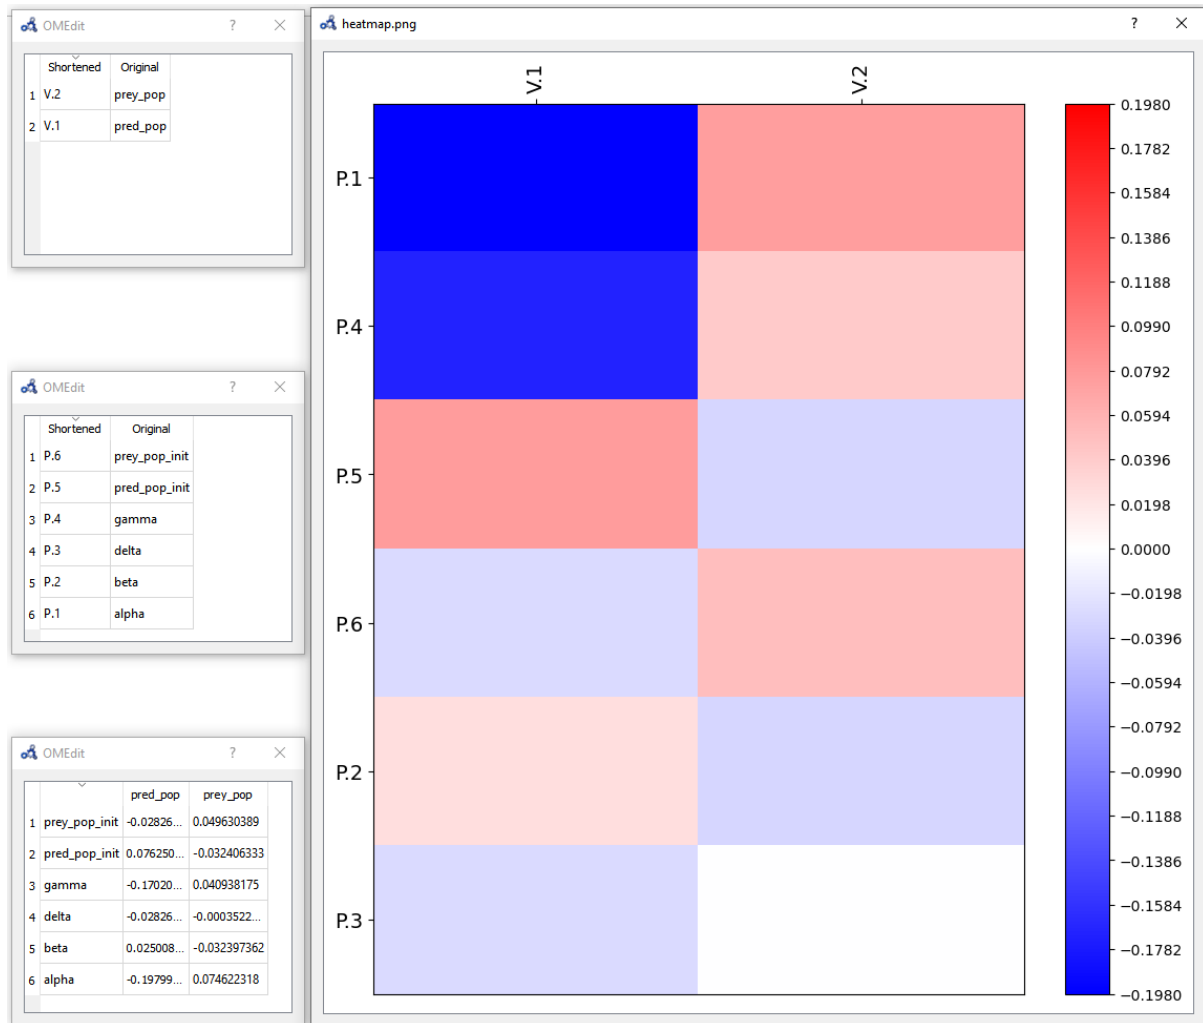 OMEdit ? ×
Shortened Original
1 V.2 prey_pop
2 V.1 pred_pop
OMEdit ? ×
Shortened Original
1 P.6 prey_pop_init
2 P.5 pred_pop_init
3 P.4 gamma
4 P.3 delta
5 P.2 beta
6 P.1 alpha
OMEdit ? ×
pred_pop prey_pop
1 prey_pop_init -0.02826... 0.049630389
2 pred_pop_init 0.076250... -0.032406333
3 gamma -0.17020... 0.040938175
4 delta -0.02826... -0.0003522...
5 beta 0.025008... -0.032397362
6 alpha -0.19799... 0.074622318
heatmap.png ? ×
V.1 V.2
P.1
P.4
P.5
P.6
P.2
P.3
0.1980
0.1782
0.1584
0.1386
0.1188
0.0990
0.0792
0.0594
0.0396
0.0198
0.0000
−0.0198
−0.0396
−0.0594
−0.0792
−0.0990
−0.1188
−0.1386
−0.1584
−0.1782
−0.1980